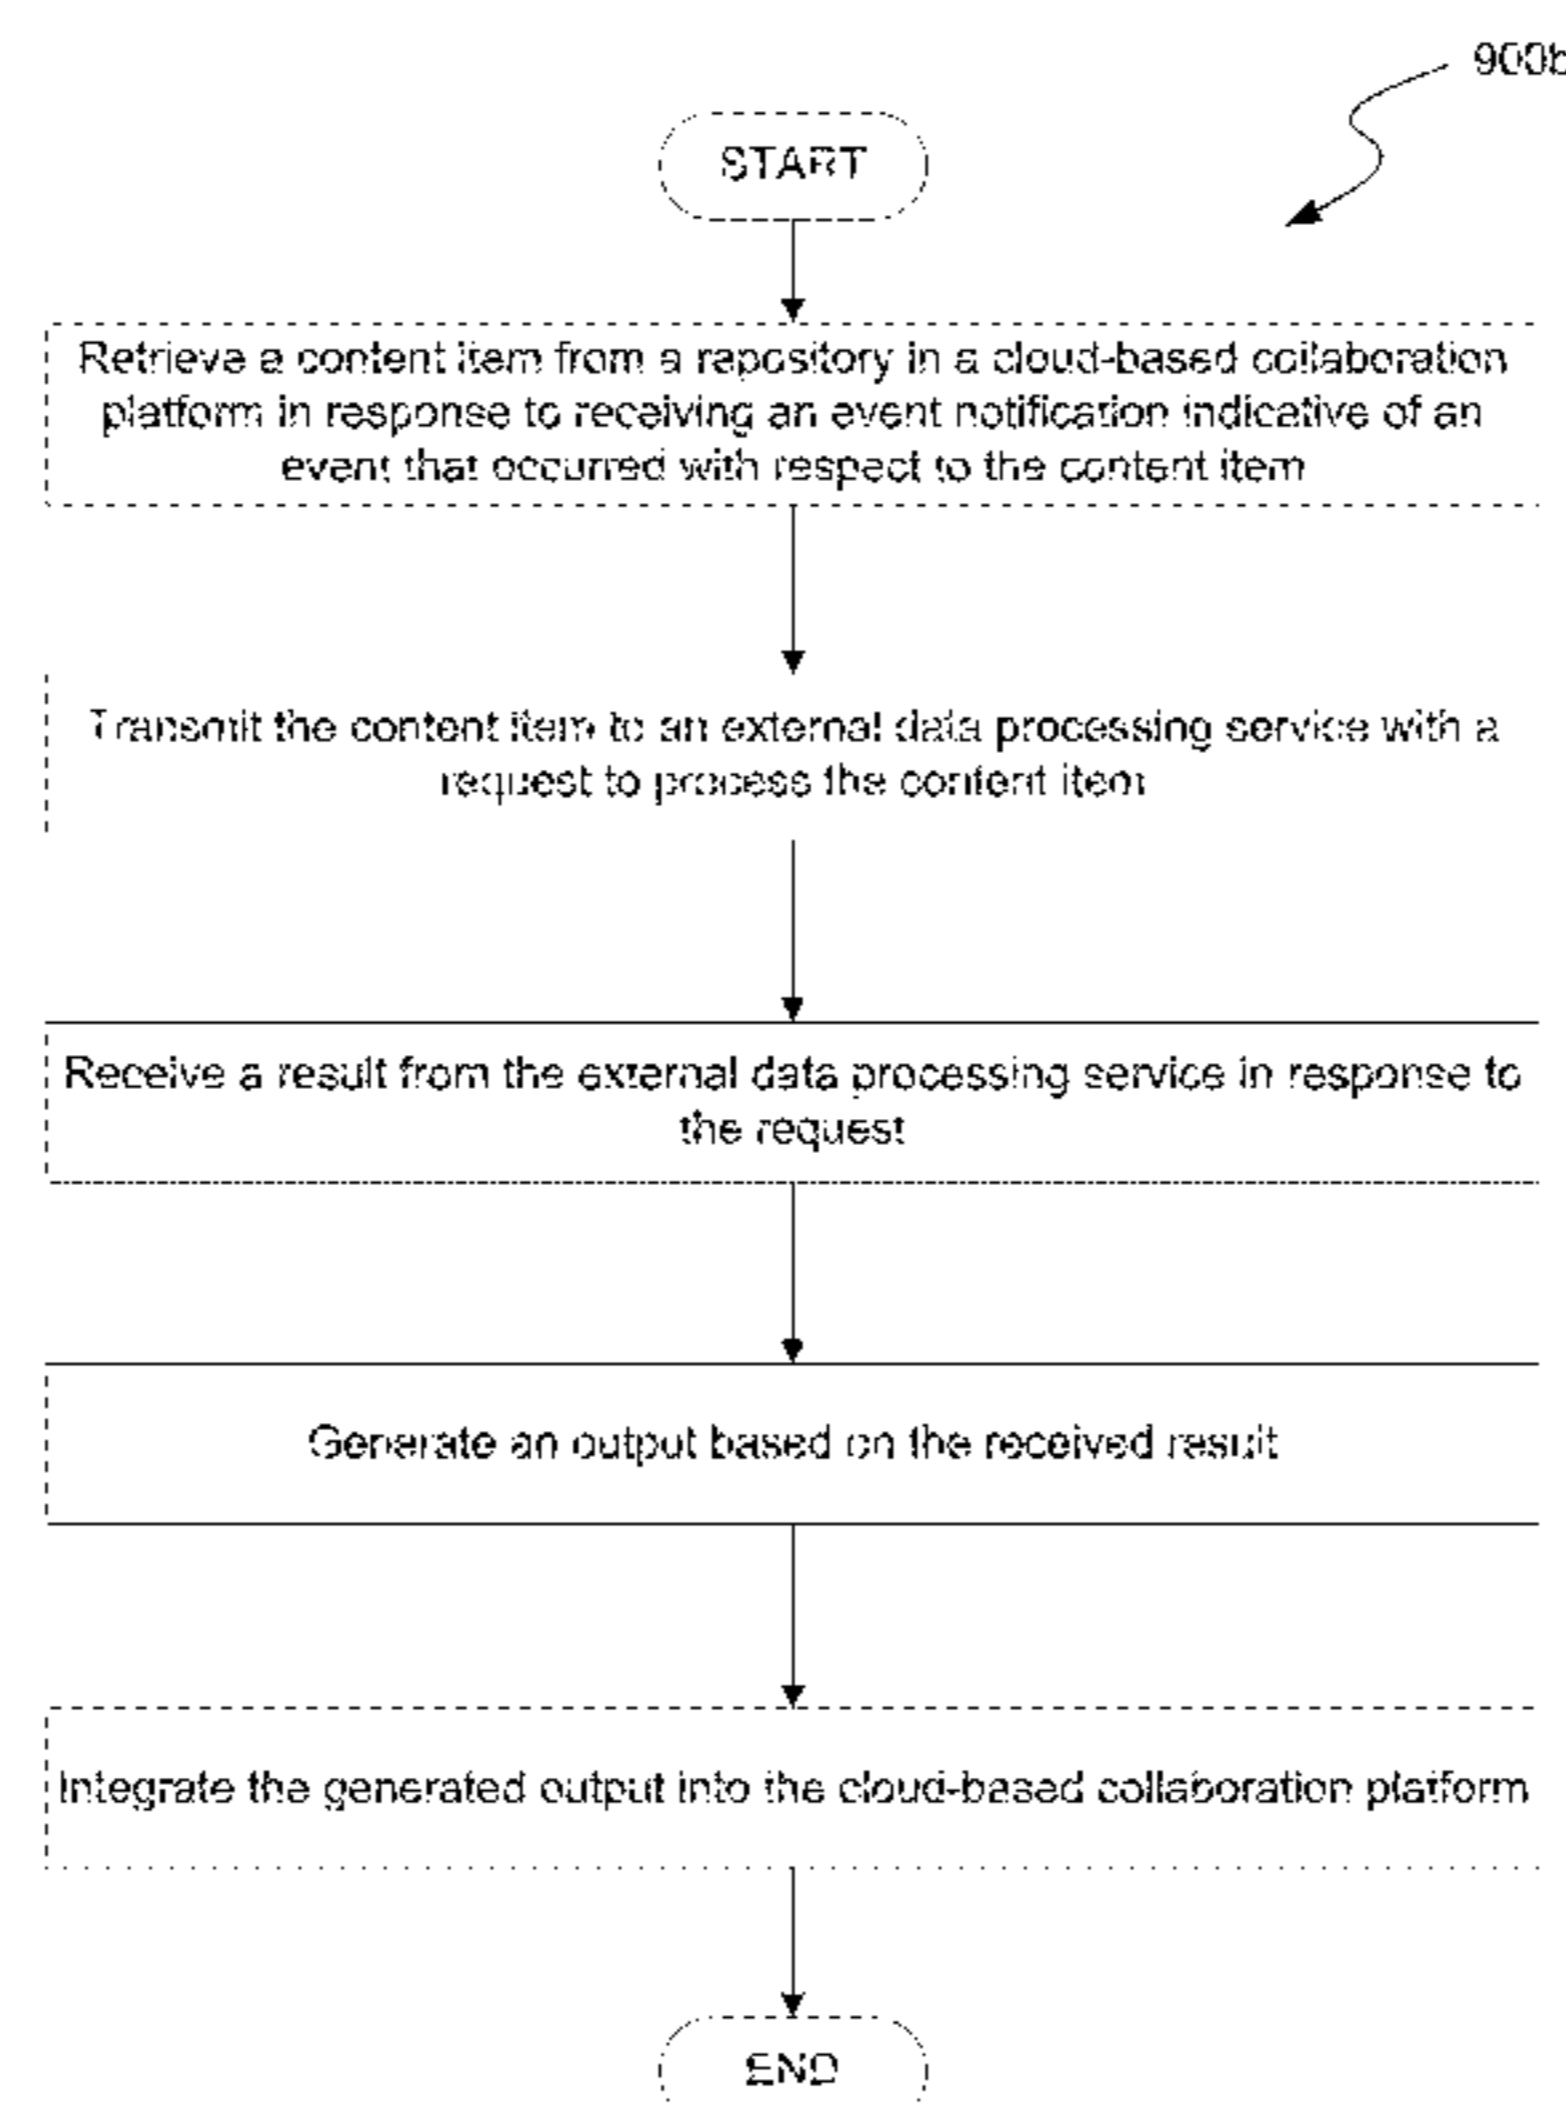 900b
START
Retrieve a content item from a repository in a cloud-based collaboration
platform in response to receiving an event notification indicative of an
event that occurred with respect to the content item
Transmit the content item to an external data processing service with a
request to process the content item
Receive a result from the external data processing service in response to
the request
Generate an output based on the received result
Integrate the generated output into the cloud-based collaboration platform
END